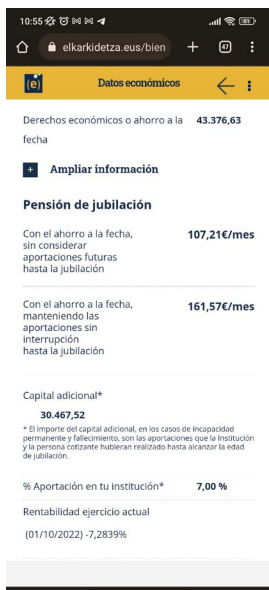 10:55
elkarkidetza.eus/bien
47
(e)
Datos económicos
Derechos económicos o ahorro a la 43.376,63
fecha
+ Ampliar información
Pensión de jubilación
Con el ahorro a la fecha, 107,21€/mes
sin considerar
aportaciones futuras
hasta la jubilación
Con el ahorro a la fecha, 161,57€/mes
manteniendo las
aportaciones sin
interrupción
hasta la jubilación
Capital adicional*
30.467,52
* El importe del capital adicional, en los casos de incapacidad
permanente y fallecimiento, son las aportaciones que la Institución
y la persona cotizante hubieran realizado hasta alcanzar la edad
de jubilación.
% Aportación en tu institución* 7,00 %
Rentabilidad ejercicio actual
(01/10/2022) -7,2839%